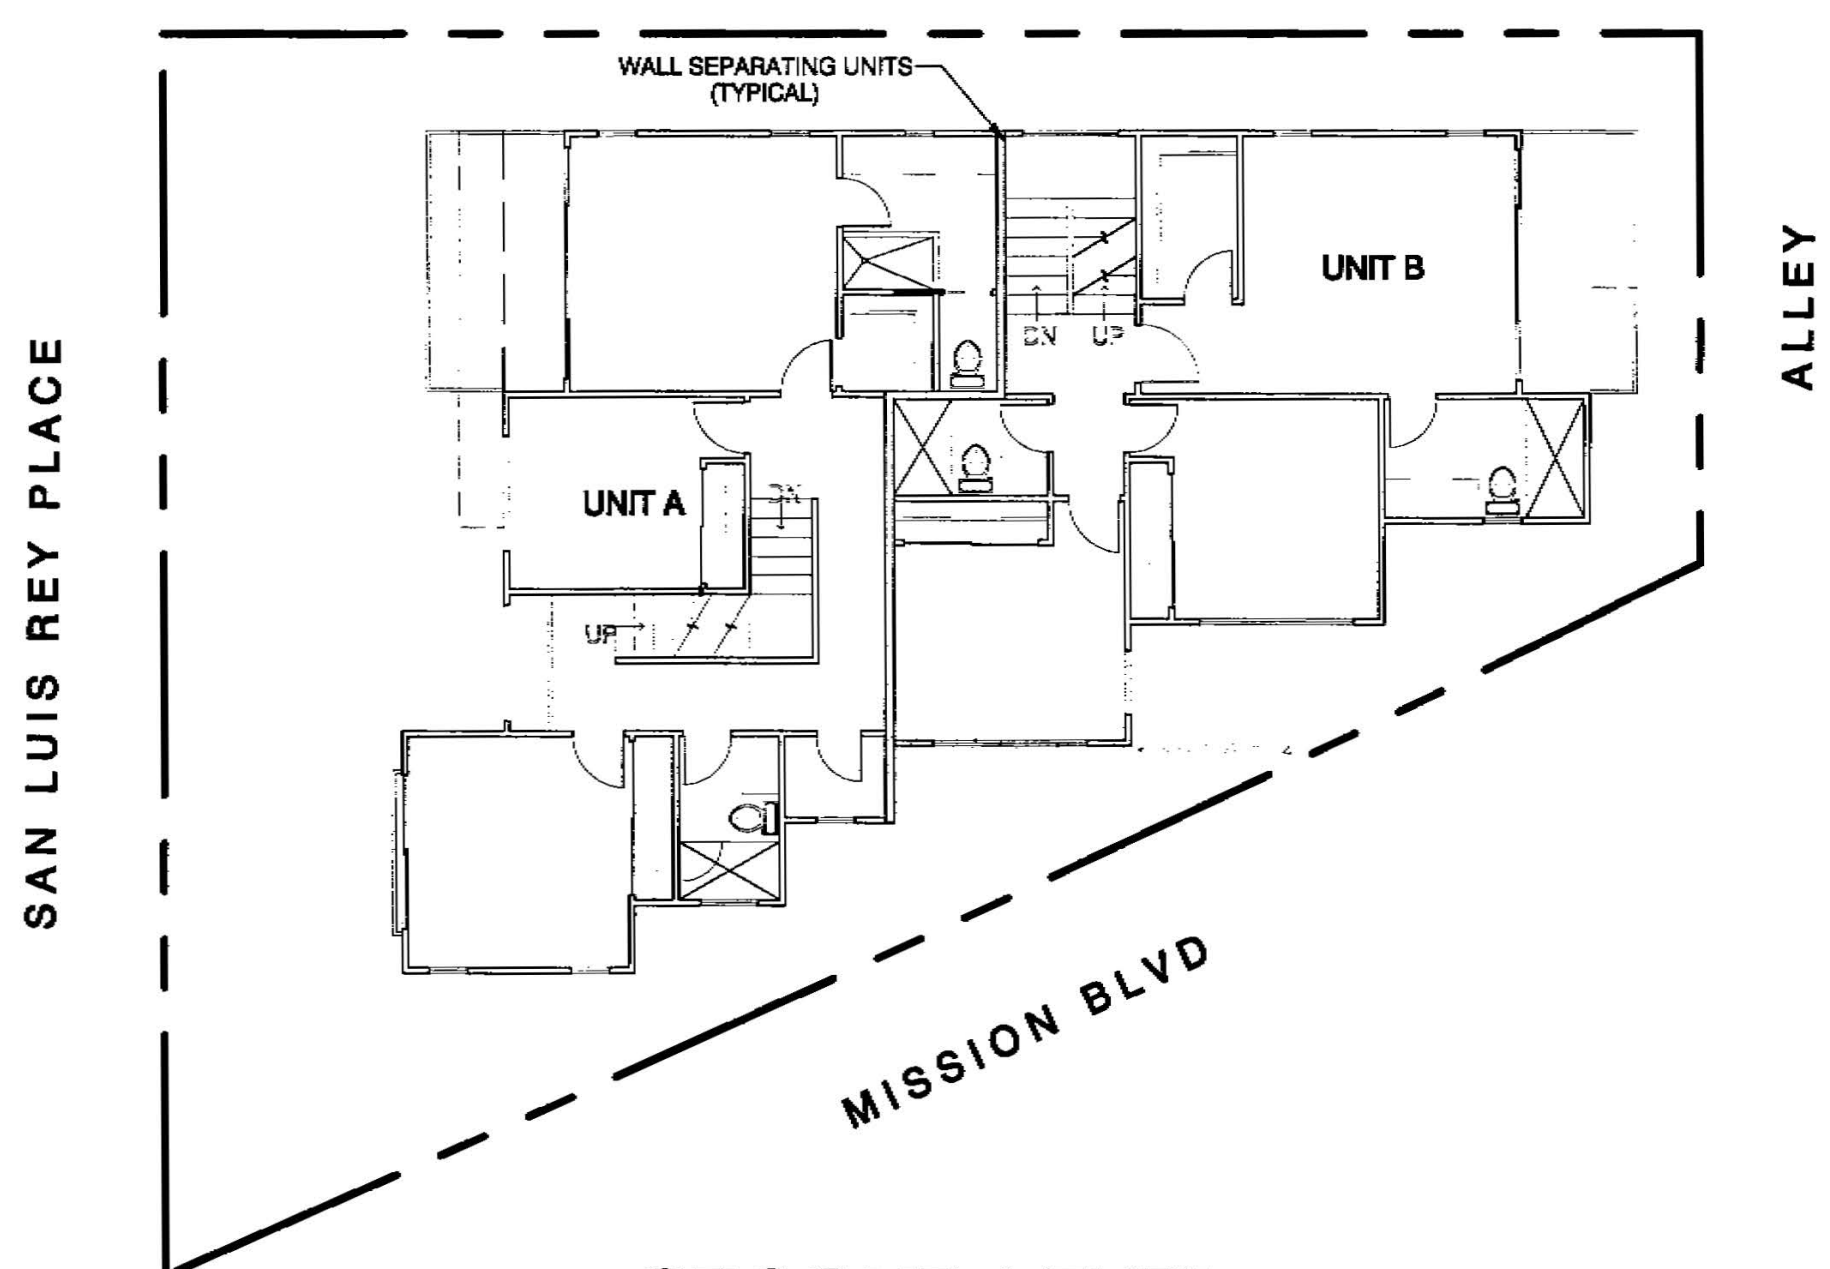 WALL SEPARATING UNITS
(TYPICAL)
UNIT B
ALLEY
DN UP
SAN LUIS REY PLACE
UNIT A
DN
UP
MISSION BLVD